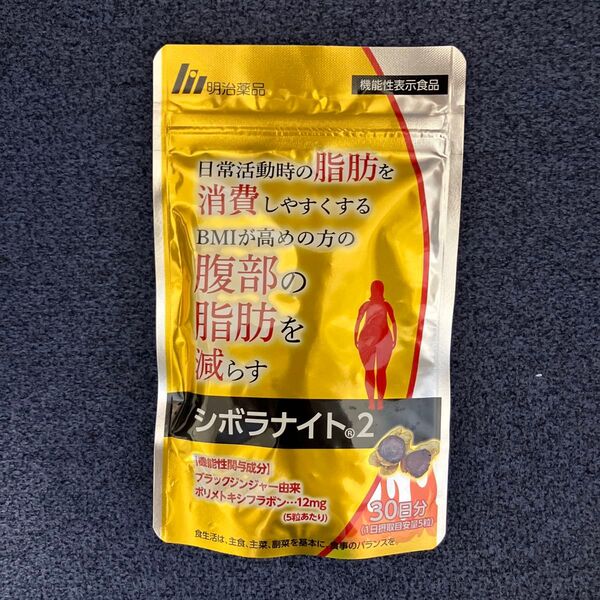 明治薬品
機能性表示食品
日常活動時の脂肪を
消費しやすくする
BMIが高めの方の
腹部の
脂肪を
減らす
シボラナイト®2
【機能性関与成分】
ブラックジンジャー由来
ポリメトキシフラボン…12mg
(5粒あたり)
30日分
(1日摂取目安量5粒)
食生活は、主食、主菜、副菜を基本に、食事のバランスを。